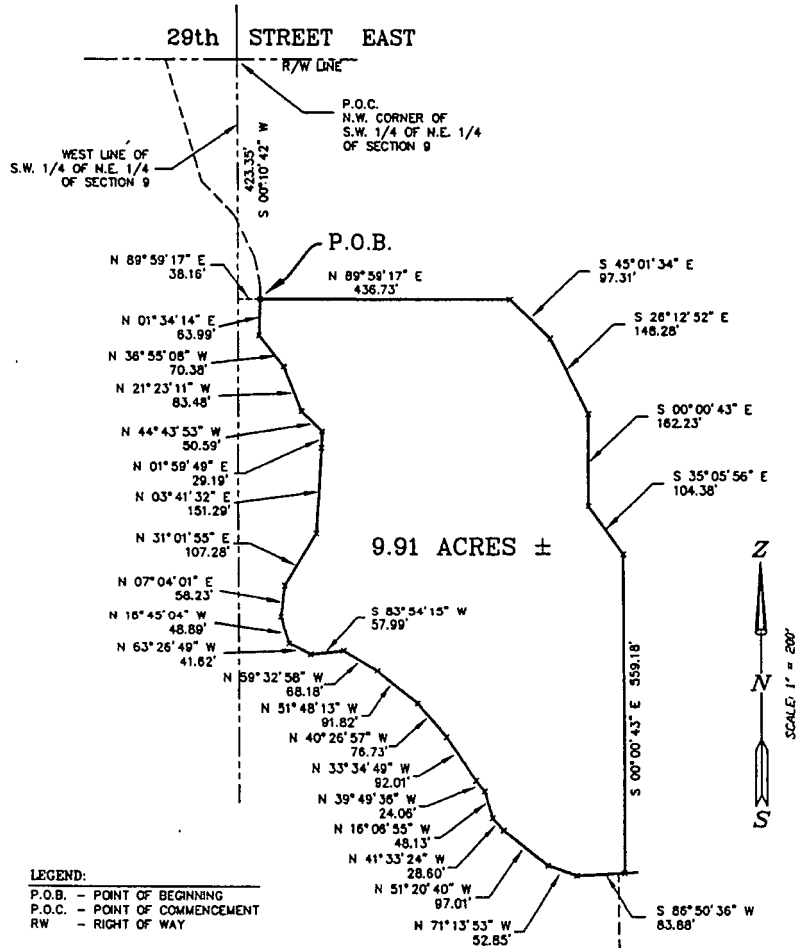 29th STREET EAST
R/W LINE
P.O.C.
N.W. CORNER OF
S.W. 1/4 OF N.E. 1/4
OF SECTION 9
WEST LINE OF
S.W. 1/4 OF N.E. 1/4
OF SECTION 9
423.35'
S 00°10'42" W
P.O.B.
N 89°59'17" E
38.16'
N 89°59'17" E
436.73'
S 45°01'34" E
97.31'
S 26°12'52" E
148.28'
S 00°00'43" E
162.23'
S 35°05'56" E
104.38'
N 01°34'14" E
63.99'
N 36°55'08" W
70.38'
N 21°23'11" W
83.48'
N 44°43'53" W
50.59'
N 01°59'49" E
29.19'
N 03°41'32" E
151.29'
N 31°01'55" E
107.28'
N 07°04'01" E
58.23'
N 16°45'04" W
48.89'
N 63°26'49" W
41.62'
9.91 ACRES ±
S 83°54'15" W
57.99'
N 59°32'58" W
68.18'
N 51°48'13" W
91.82'
N 40°26'57" W
76.73'
N 33°34'49" W
92.01'
N 39°49'36" W
24.06'
N 16°06'55" W
48.13'
N 41°33'24" W
28.60'
N 51°20'40" W
97.01'
N 71°13'53" W
52.85'
S 86°50'36" W
83.88'
S 00°00'43" E 559.18'
Z
N
S
SCALE: 1" = 200'
LEGEND:
P.O.B. - POINT OF BEGINNING
P.O.C. - POINT OF COMMENCEMENT
RW - RIGHT OF WAY